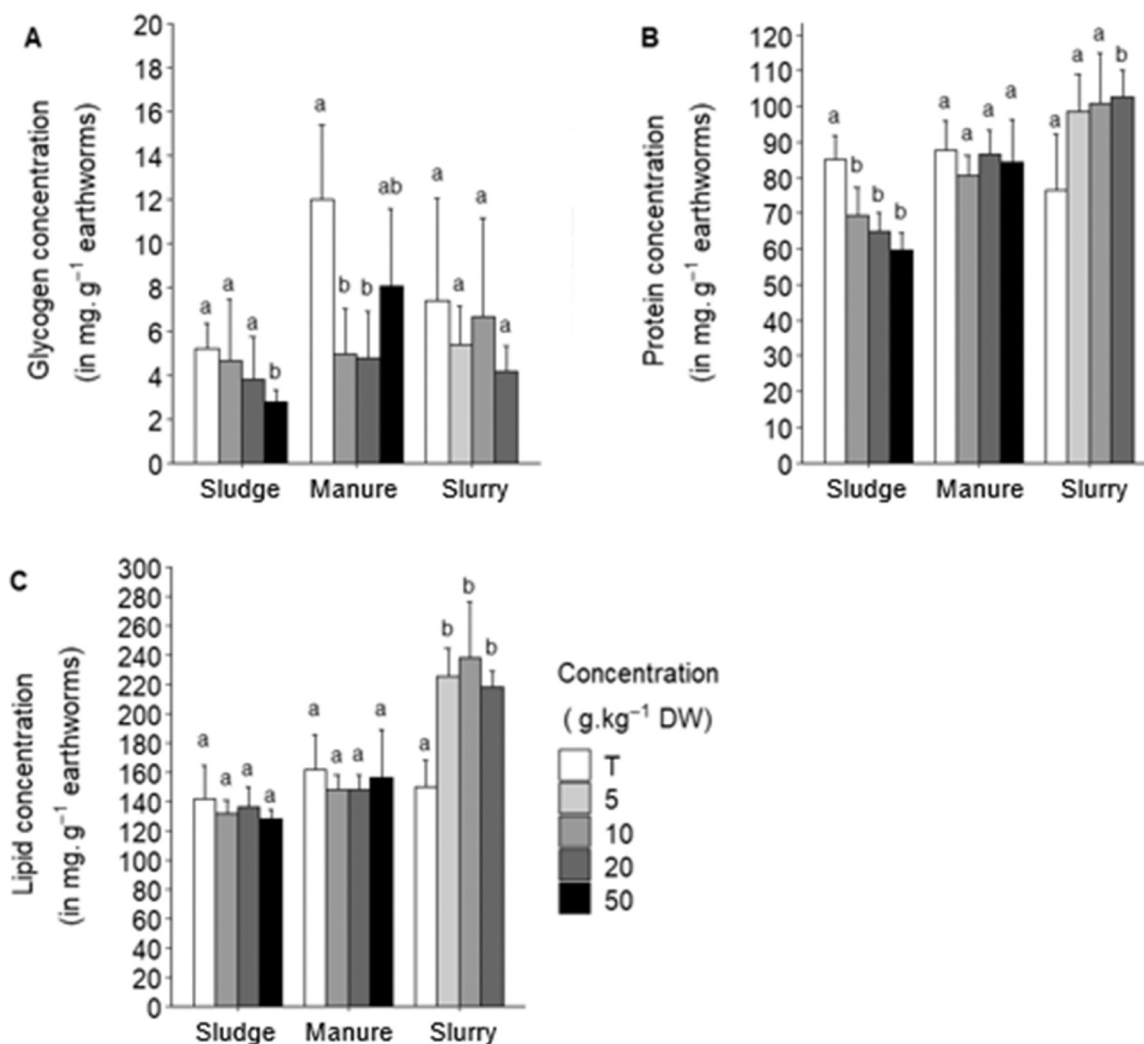 A
Glycogen concentration
(in mg. g⁻¹ earthworms)
20
18
16
14
12
10
8
6
4
2
0
a a a b
a b b ab
a a a a
Sludge Manure Slurry
B
Protein concentration
(in mg. g⁻¹ earthworms)
120
110
100
90
80
70
60
50
40
30
20
10
0
a b b b
a a a a
a a a b
Sludge Manure Slurry
C
Lipid concentration
(in mg. g⁻¹ earthworms)
300
280
260
240
220
200
180
160
140
120
100
80
60
40
20
0
a a a a
a a a a
a b b b
Sludge Manure Slurry
Concentration
( g.kg⁻¹ DW)
T
5
10
20
50